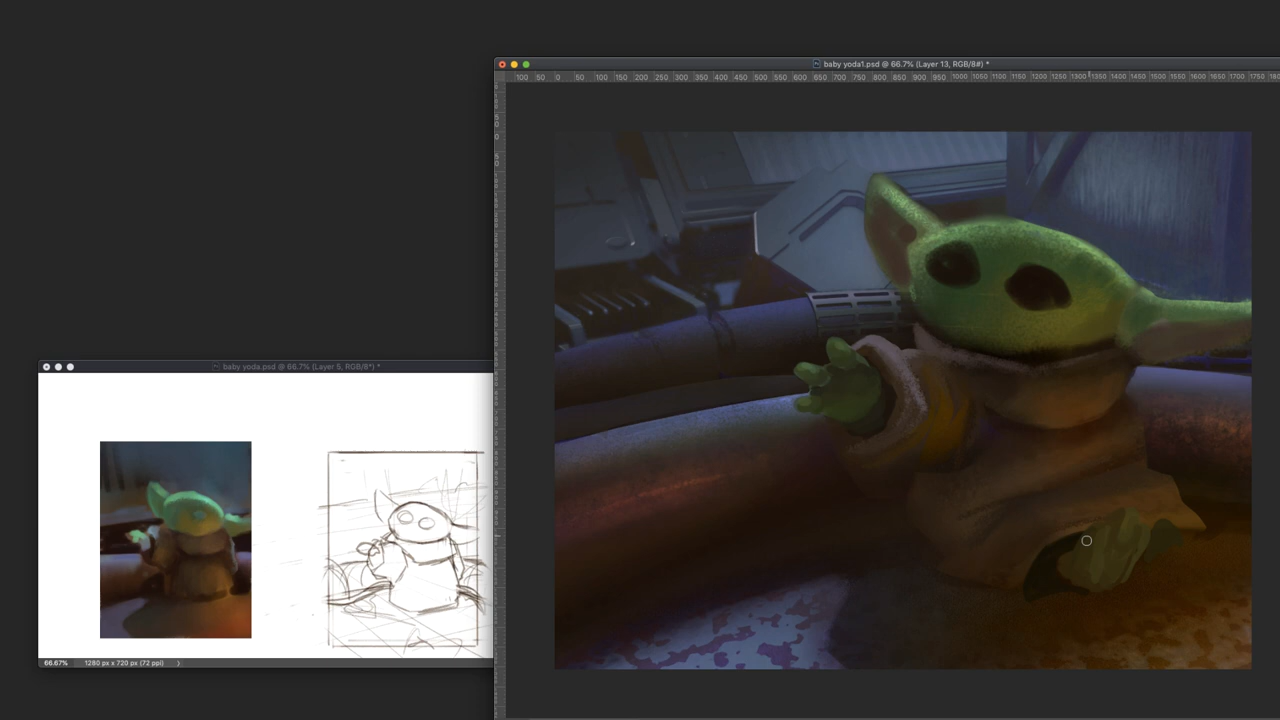 baby yoda1.psd @ 66.7% (Layer 13, RGB/8#) *
100 50 0 50 100 150 200 250 300 350 400 450 500 550 600 650 700 750 800 850 900 950 1000 1050 1100 1150 1200 1250 1300 1350 1400 1450 1500 1550 1600 1650 1700 1750
baby yoda.psd @ 66.7% (Layer 5, RGB/8*) *
66.67% 1280 px x 720 px (72 ppi)